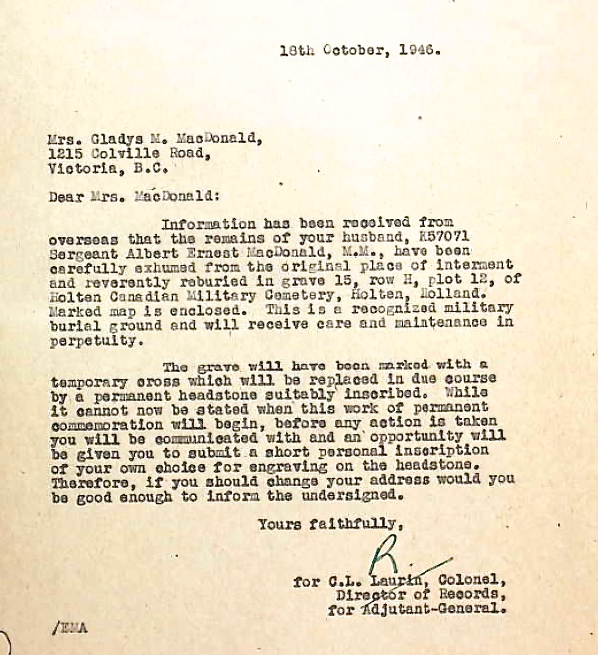 18th October, 1946.
Mrs. Gladys M. MacDonald,
1215 Colville Road,
Victoria, B.C.
Dear Mrs. MacDonald:
Information has been received from
overseas that the remains of your husband, K57071
Sergeant Albert Ernest MacDonald, M.M., have been
carefully exhumed from the original place of interment
and reverently reburied in grave 15, row H, plot 12, of
Holten Canadian Military Cemetery, Holten, Holland.
Marked map is enclosed. This is a recognized military
burial ground and will receive care and maintenance in
perpetuity.
The grave will have been marked with a
temporary cross which will be replaced in due course
by a permanent headstone suitably inscribed. While
it cannot now be stated when this work of permanent
commemoration will begin, before any action is taken
you will be communicated with and an opportunity will
be given you to submit a short personal inscription
of your own choice for engraving on the headstone.
Therefore, if you should change your address would you
be good enough to inform the undersigned.
Yours faithfully,
R.
for C.L. Laurin, Colonel,
Director of Records,
for Adjutant-General.
/EMA